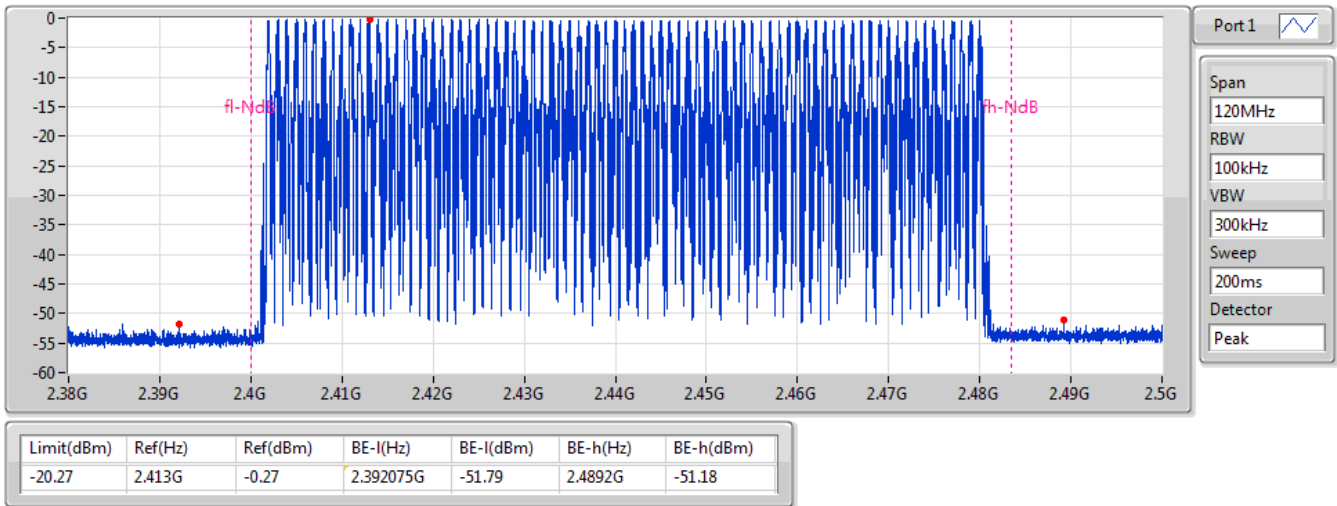 0
-5
-10
-15
-20
-25
-30
-35
-40
-45
-50
-55
-60
fl-NdB
fh-NdB
2.38G 2.39G 2.4G 2.41G 2.42G 2.43G 2.44G 2.45G 2.46G 2.47G 2.48G 2.49G 2.5G
Port 1
Span
120MHz
RBW
100kHz
VBW
300kHz
Sweep
200ms
Detector
Peak
Limit(dBm) Ref(Hz) Ref(dBm) BE-l(Hz) BE-l(dBm) BE-h(Hz) BE-h(dBm)
-20.27 2.413G -0.27 2.392075G -51.79 2.4892G -51.18